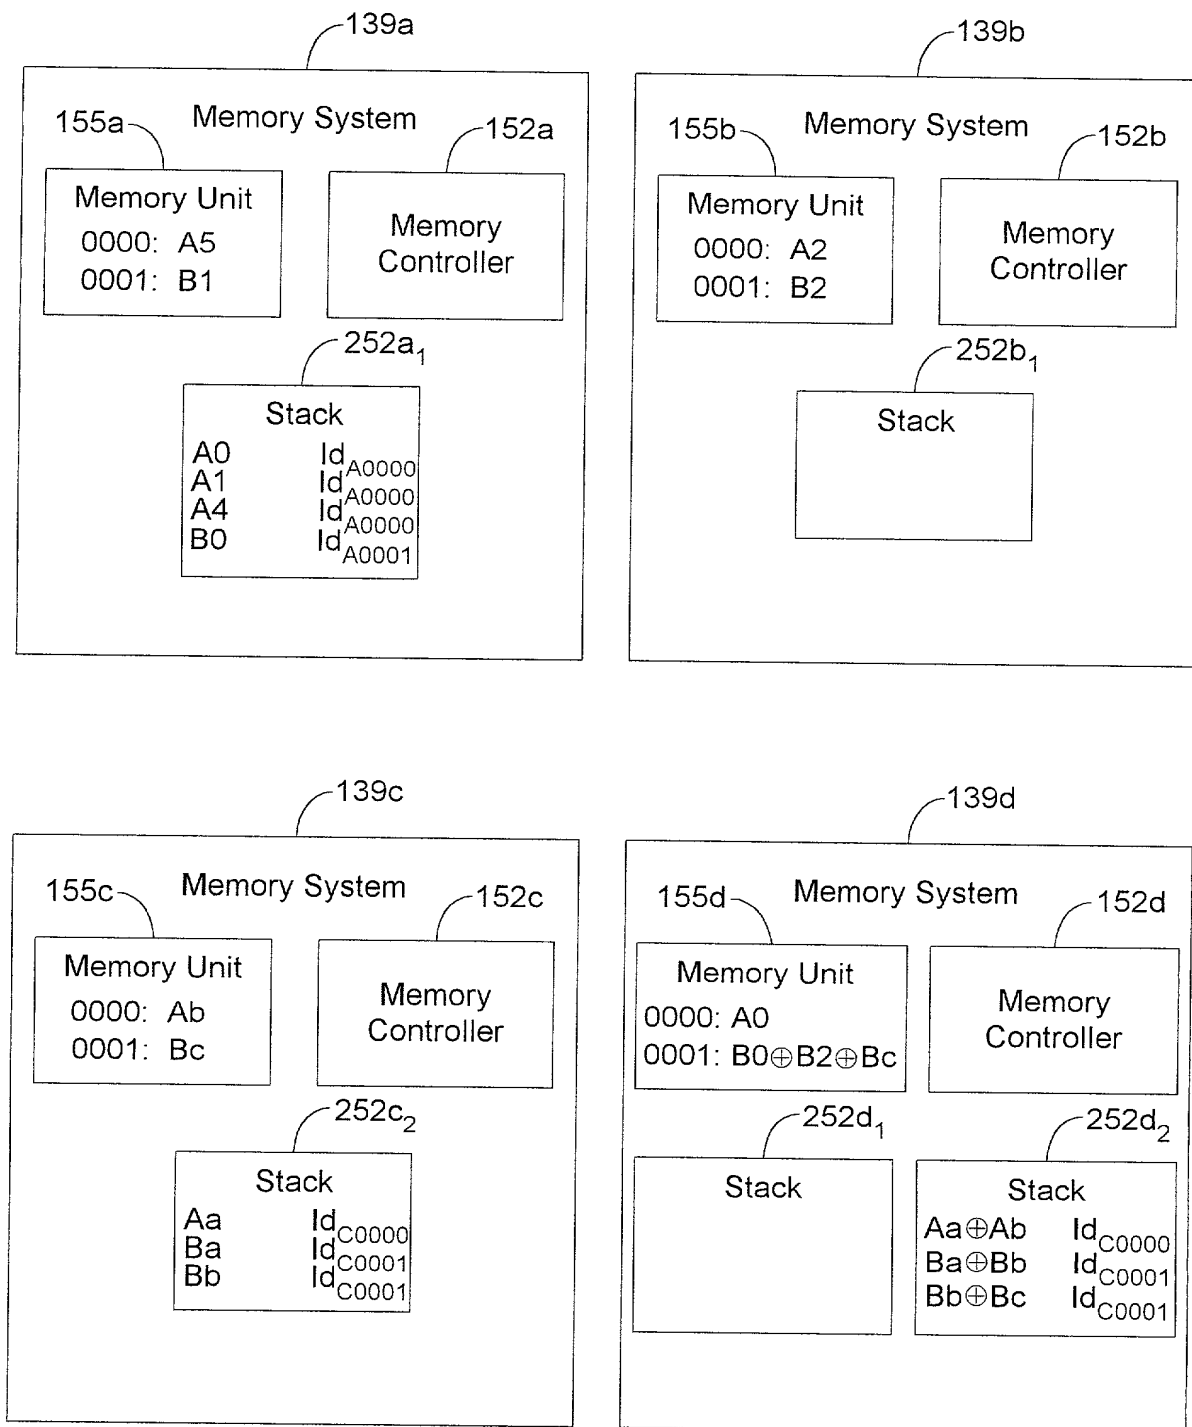 139a
Memory System
155a
152a
Memory Unit
0000: A5
0001: B1
Memory
Controller
252a1
Stack
A0 IdA0000
A1 IdA0000
A4 IdA0000
B0 IdA0001
139b
Memory System
155b
152b
Memory Unit
0000: A2
0001: B2
Memory
Controller
252b1
Stack
139c
Memory System
155c
152c
Memory Unit
0000: Ab
0001: Bc
Memory
Controller
252c2
Stack
Aa IdC0000
Ba IdC0001
Bb IdC0001
139d
Memory System
155d
152d
Memory Unit
0000: A0
0001: B0⊕B2⊕Bc
Memory
Controller
252d1
Stack
252d2
Stack
Aa⊕Ab IdC0000
Ba⊕Bb IdC0001
Bb⊕Bc IdC0001